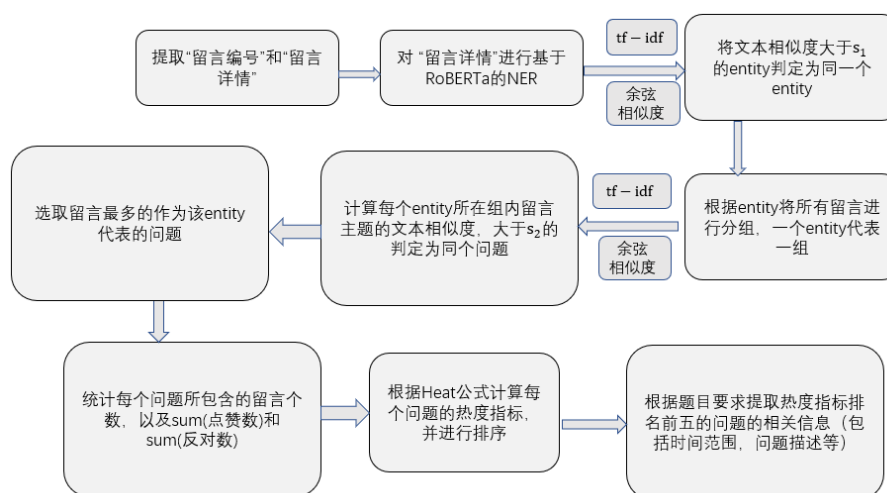 提取“留言编号”和“留言
详情”
对 “留言详情”进行基于
RoBERTa的NER
tf − idf
余弦
相似度
将文本相似度大于s₁
的entity判定为同一个
entity
根据entity将所有留言进
行分组，一个entity代表
一组
tf − idf
余弦
相似度
计算每个entity所在组内留言
主题的文本相似度，大于s₂的
判定为同个问题
选取留言最多的作为该entity
代表的问题
统计每个问题所包含的留言个
数，以及sum(点赞数)和
sum(反对数)
根据Heat公式计算每
个问题的热度指标，
并进行排序
根据题目要求提取热度指标排
名前五的问题的相关信息（包
括时间范围，问题描述等）